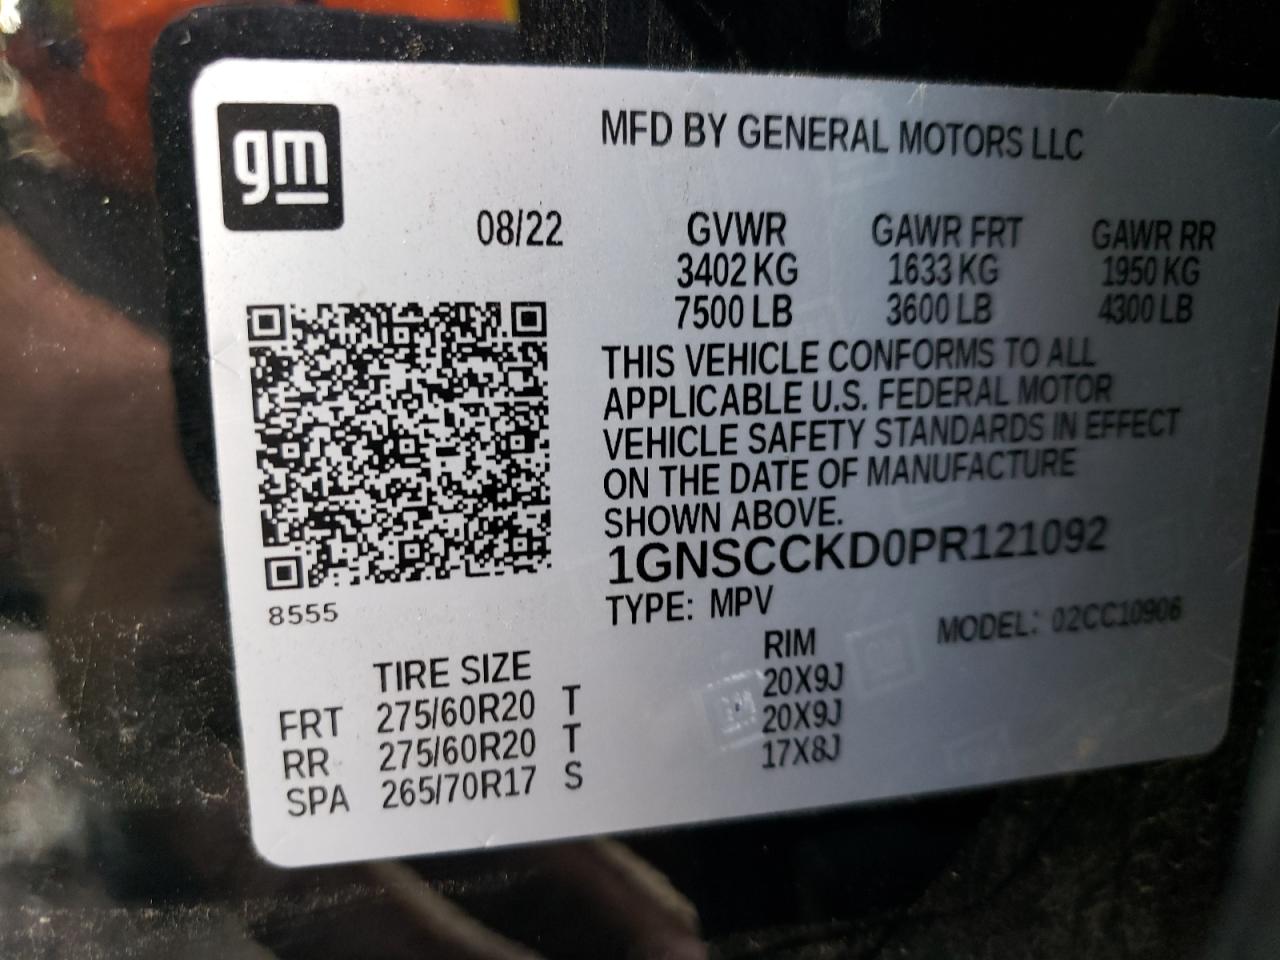 gm
MFD BY GENERAL MOTORS LLC
08/22 GVWR GAWR FRT GAWR RR
3402 KG 1633 KG 1950 KG
7500 LB 3600 LB 4300 LB
THIS VEHICLE CONFORMS TO ALL
APPLICABLE U.S. FEDERAL MOTOR
VEHICLE SAFETY STANDARDS IN EFFECT
ON THE DATE OF MANUFACTURE
SHOWN ABOVE.
1GNSCCKD0PR121092
8555
TYPE: MPV MODEL: 02CC10906
TIRE SIZE RIM
FRT 275/60R20 T 20X9J
RR 275/60R20 T 20X9J
SPA 265/70R17 S 17X8J